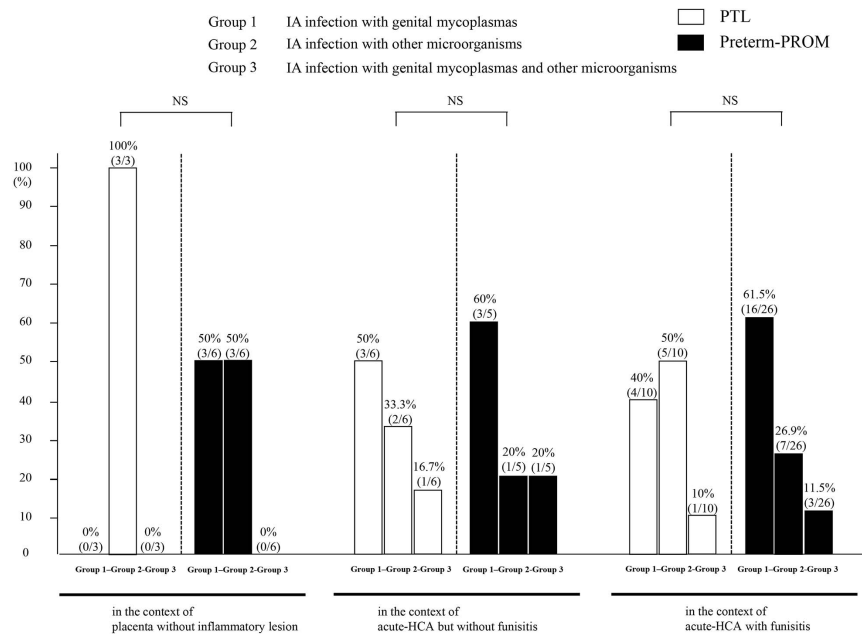 Group 1 IA infection with genital mycoplasmas
Group 2 IA infection with other microorganisms
Group 3 IA infection with genital mycoplasmas and other microorganisms
PTL
Preterm-PROM
NS
NS
NS
100
(%)
90
80
70
60
50
40
30
20
10
0
0%
(0/3)
100%
(3/3)
0%
(0/3)
50%
(3/6)
50%
(3/6)
0%
(0/6)
50%
(3/6)
33.3%
(2/6)
16.7%
(1/6)
60%
(3/5)
20%
(1/5)
20%
(1/5)
40%
(4/10)
50%
(5/10)
10%
(1/10)
61.5%
(16/26)
26.9%
(7/26)
11.5%
(3/26)
Group 1–Group 2-Group 3
Group 1–Group 2-Group 3
Group 1–Group 2-Group 3
Group 1–Group 2-Group 3
Group 1–Group 2-Group 3
Group 1–Group 2-Group 3
in the context of
placenta without inflammatory lesion
in the context of
acute-HCA but without funisitis
in the context of
acute-HCA with funisitis